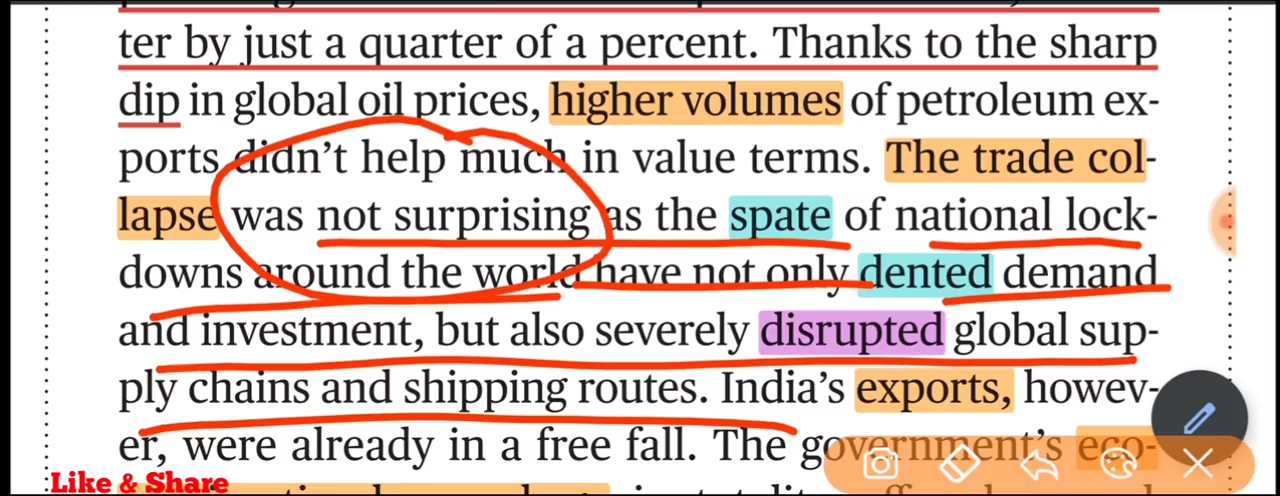 ter by just a quarter of a percent. Thanks to the sharp
dip in global oil prices, higher volumes of petroleum ex-
ports didn't help much in value terms. The trade col-
lapse was not surprising as the spate of national lock-
downs around the world have not only dented demand
and investment, but also severely disrupted global sup-
ply chains and shipping routes. India's exports, howev-
er, were already in a free fall. The government's eco-
Like & Share